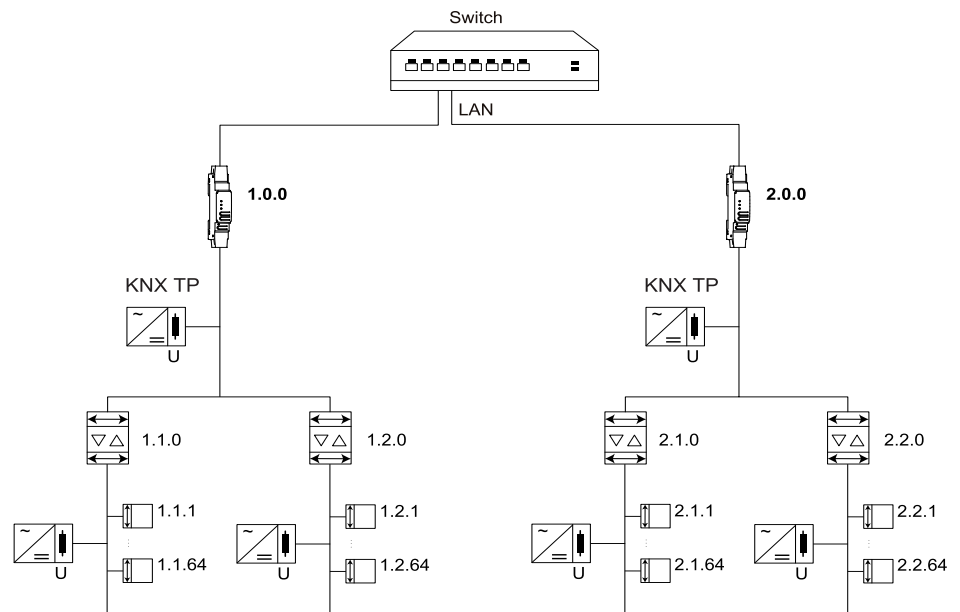 Switch
LAN
1.0.0
2.0.0
KNX TP
KNX TP
U
U
1.1.0
1.2.0
2.1.0
2.2.0
1.1.1
1.2.1
2.1.1
2.2.1
1.1.64
1.2.64
2.1.64
2.2.64
U
U
U
U